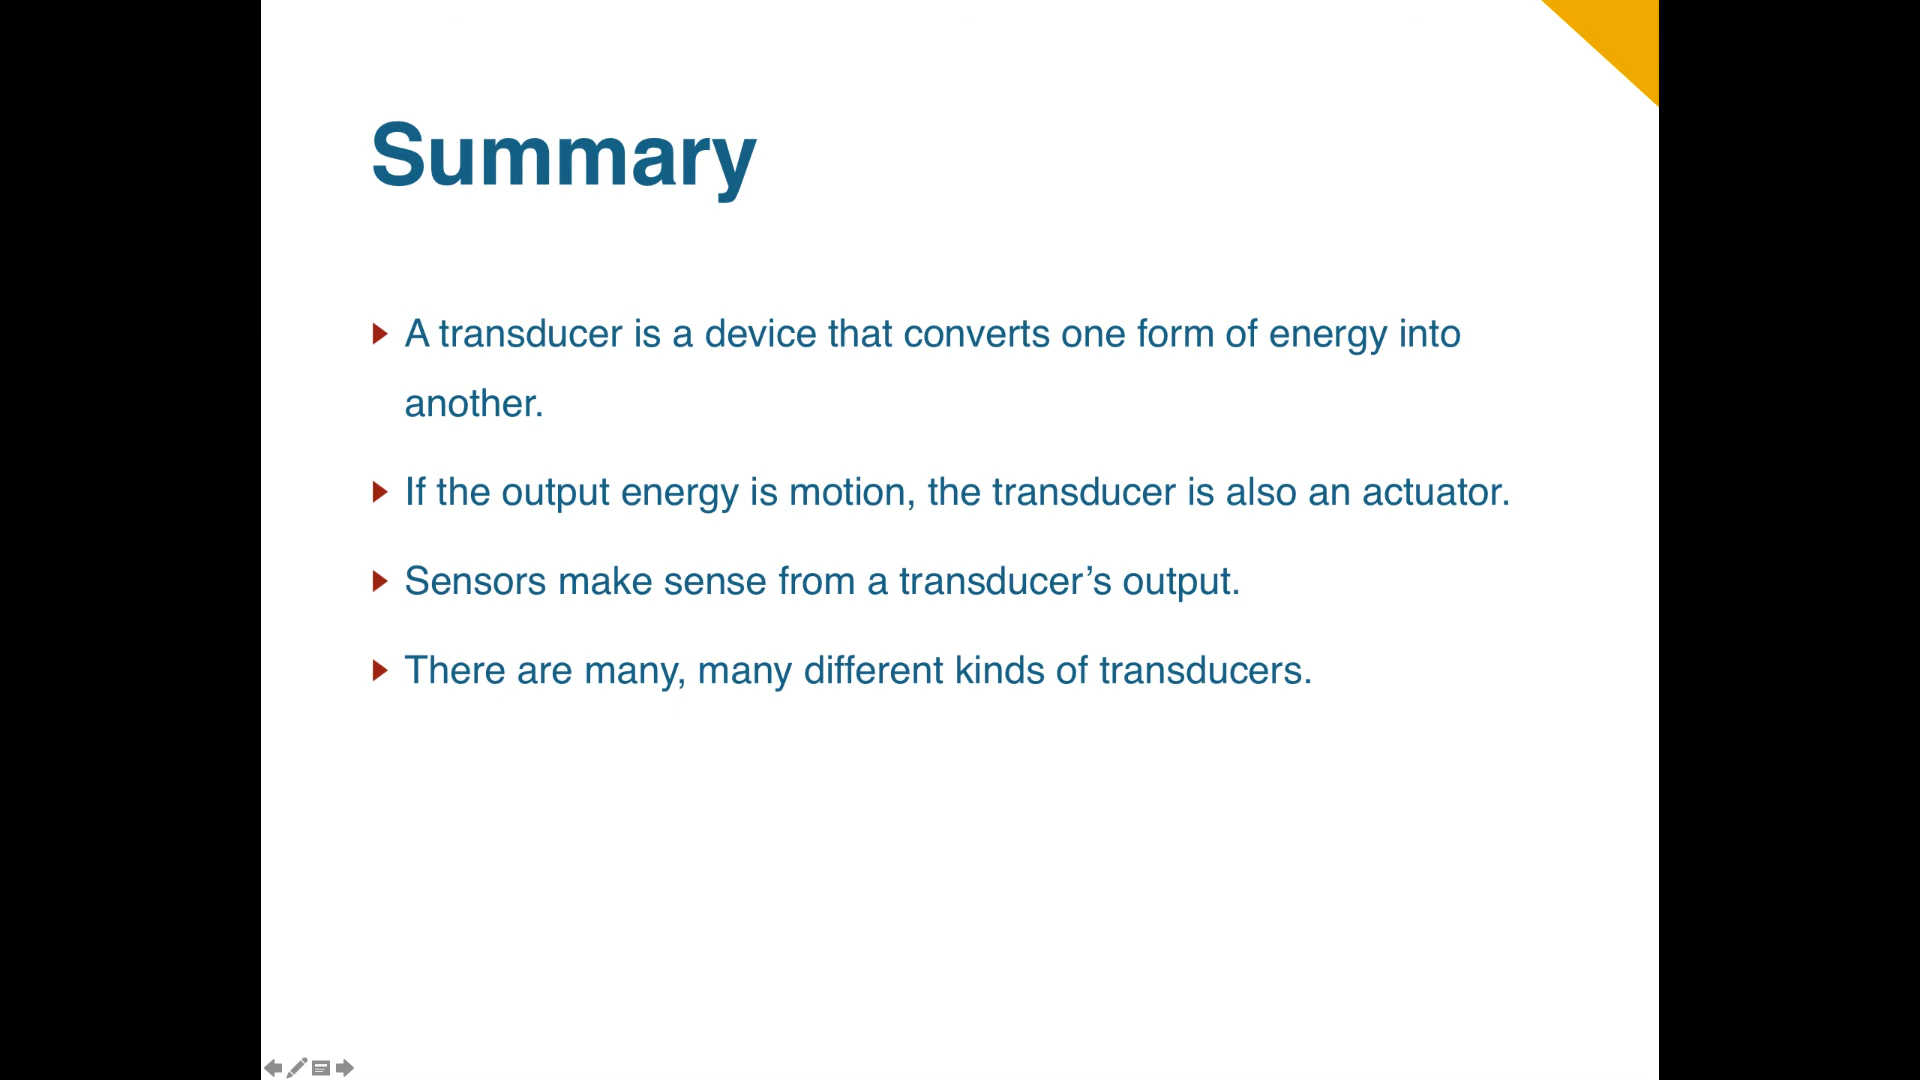 Summary
A transducer is a device that converts one form of energy into
another.
If the output energy is motion, the transducer is also an actuator.
Sensors make sense from a transducer’s output.
There are many, many different kinds of transducers.